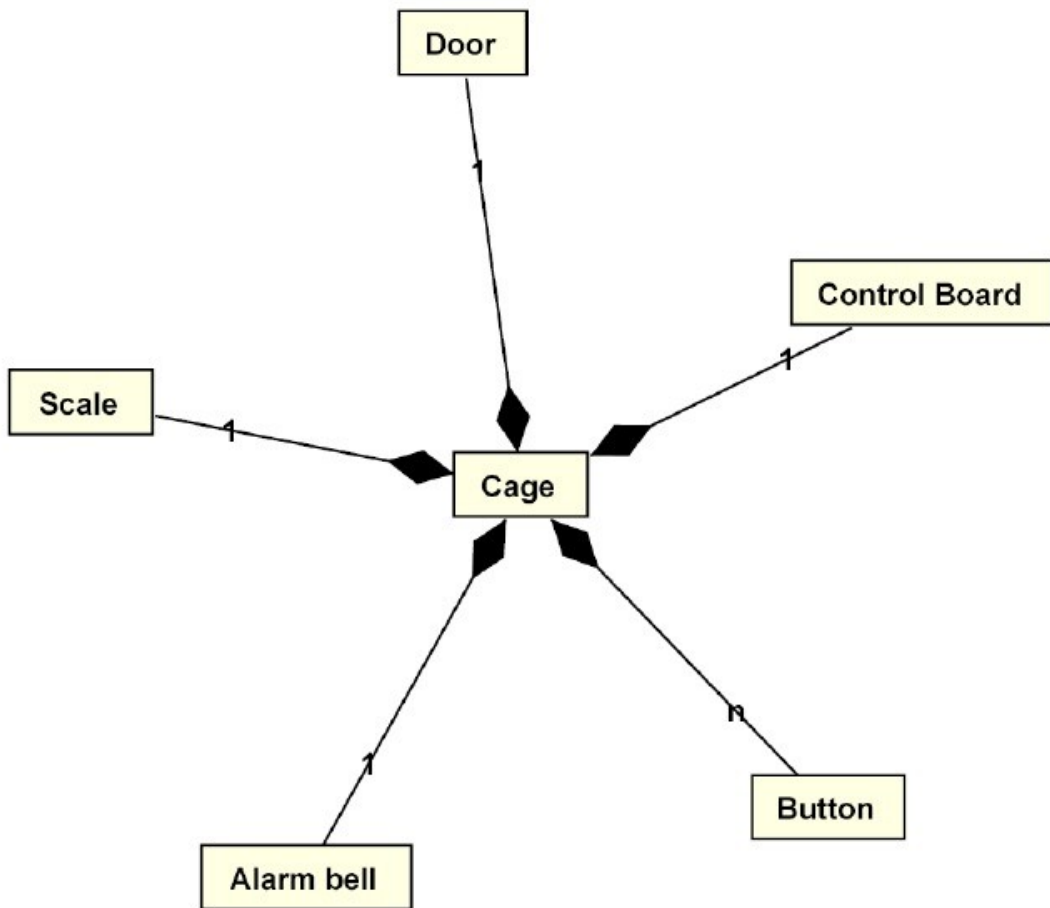 Door
1
Control Board
1
Scale
1
Cage
n
1
Button
Alarm bell